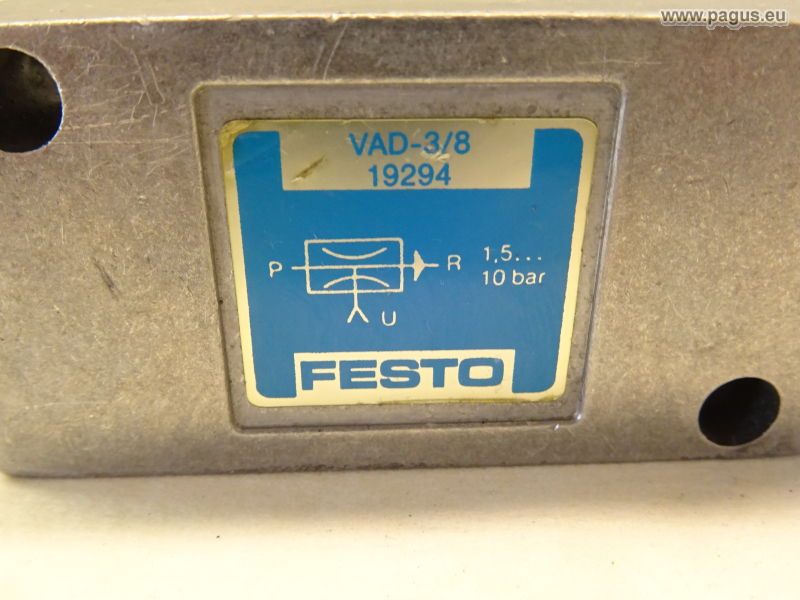 www.pagus.eu
VAD-3/8
19294
P R 1,5...
10 bar
U
FESTO